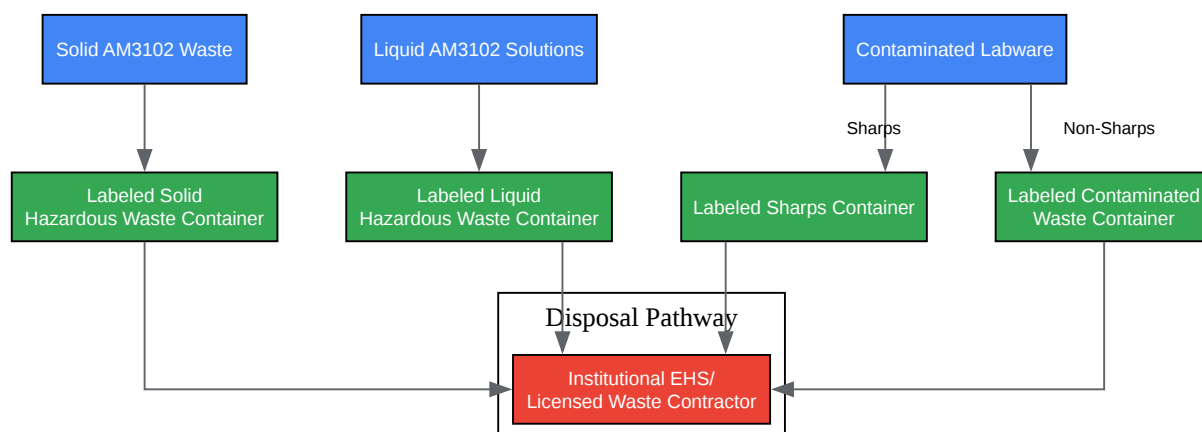 Solid AM3102 Waste
Liquid AM3102 Solutions
Contaminated Labware
Sharps
Non-Sharps
Labeled Solid
Hazardous Waste Container
Labeled Liquid
Hazardous Waste Container
Labeled Sharps Container
Labeled Contaminated
Waste Container
Disposal Pathway
Institutional EHS/
Licensed Waste Contractor